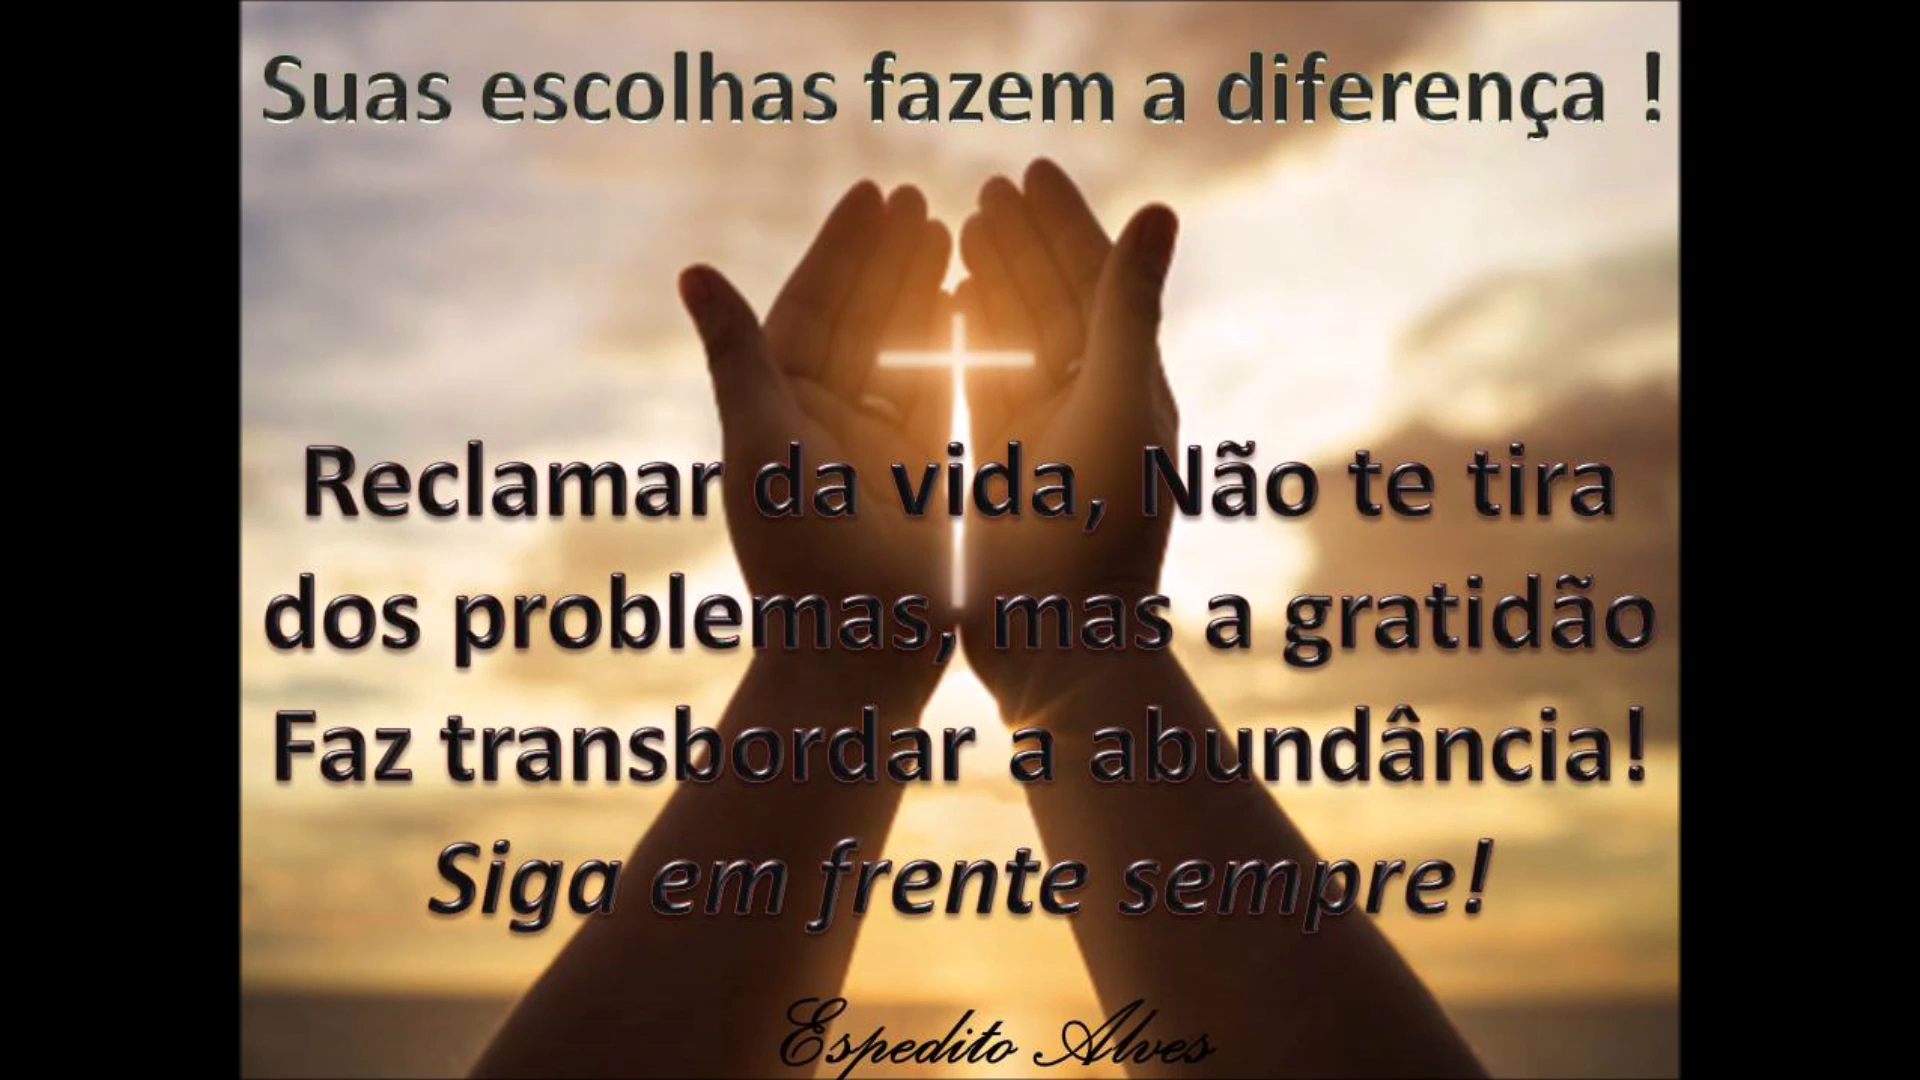 Suas escolhas fazem a diferença !
Reclamar da vida, Não te tira
dos problemas, mas a gratidão
Faz transbordar a abundância!
Siga em frente sempre!
Espedito Alves